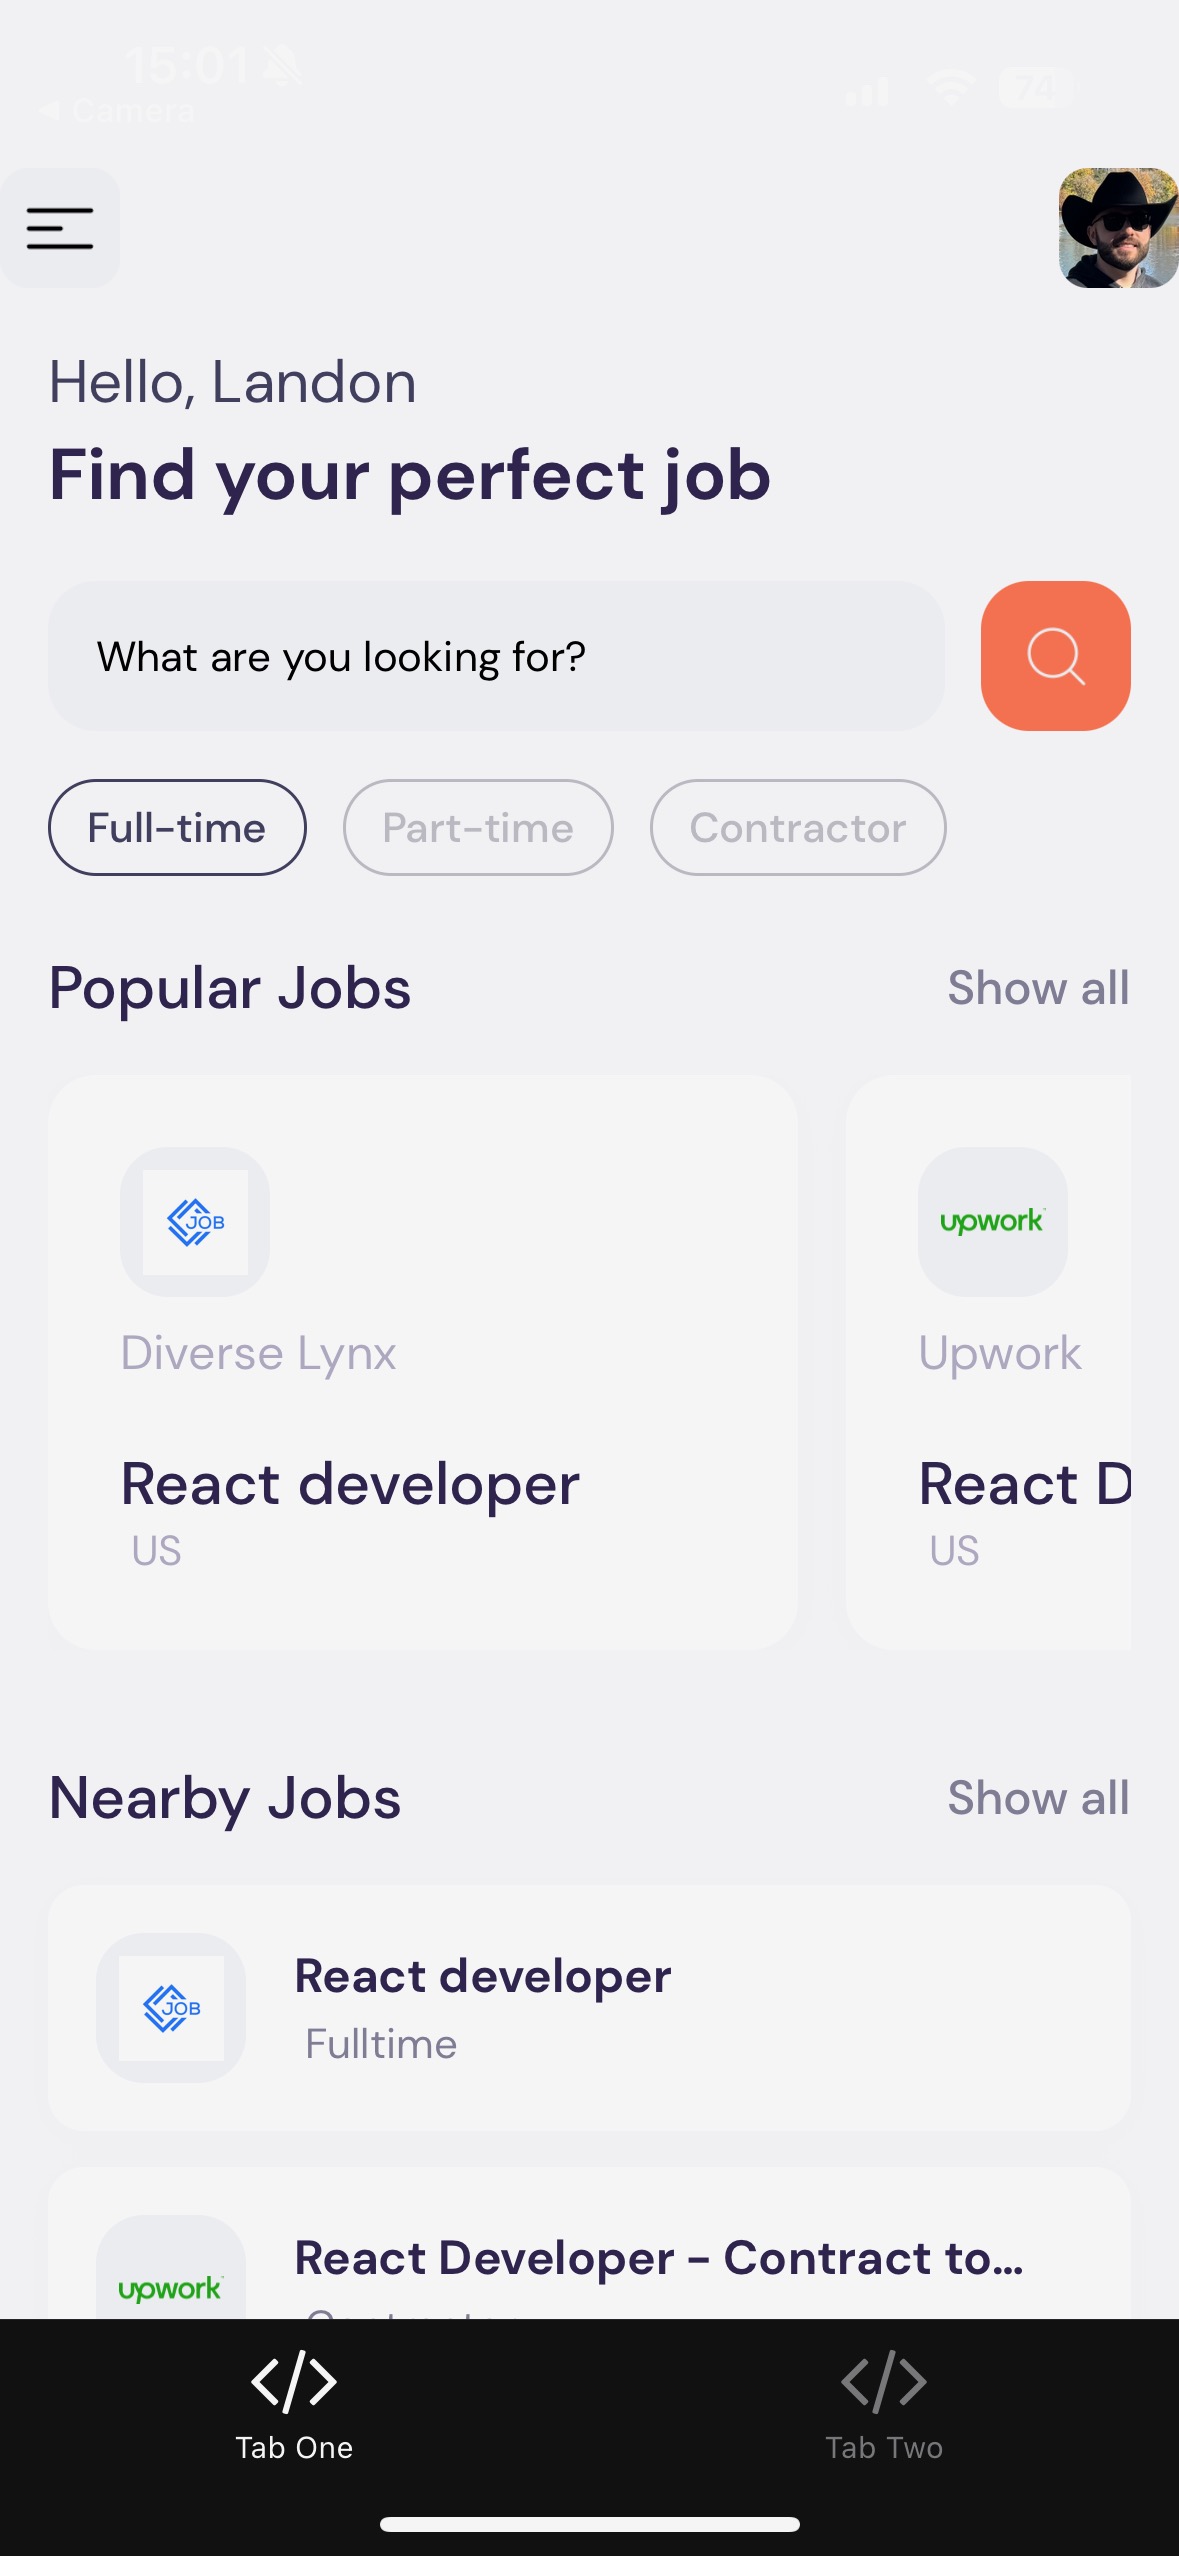 15:01
◀ Camera
74
Hello, Landon
Find your perfect job
What are you looking for?
Full-time
Part-time
Contractor
Popular Jobs
Show all
JOB
upwork
Diverse Lynx
Upwork
React developer
React D
US
US
Nearby Jobs
Show all
JOB
React developer
Fulltime
upwork
React Developer - Contract to...
Contractor
Tab One
Tab Two